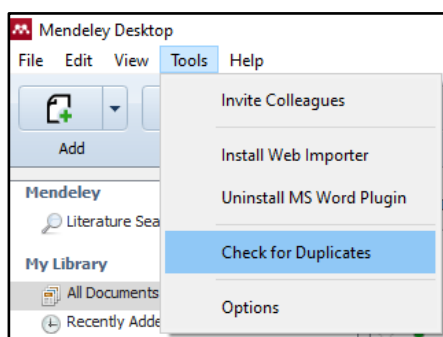 Mendeley Desktop
File Edit View Tools Help
Add
Invite Colleagues
Install Web Importer
Uninstall MS Word Plugin
Check for Duplicates
Options
Mendeley
Literature Sea
My Library
All Documents
Recently Adde